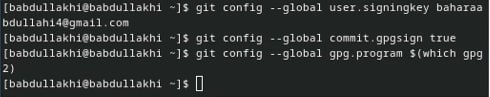 [babdullakhi@babdullakhi ~]$ git config --global user.signingkey baharaa
bdullahi4@gmail.com
[babdullakhi@babdullakhi ~]$ git config --global commit.gpgsign true
[babdullakhi@babdullakhi ~]$ git config --global gpg.program $(which gpg
2)
[babdullakhi@babdullakhi ~]$